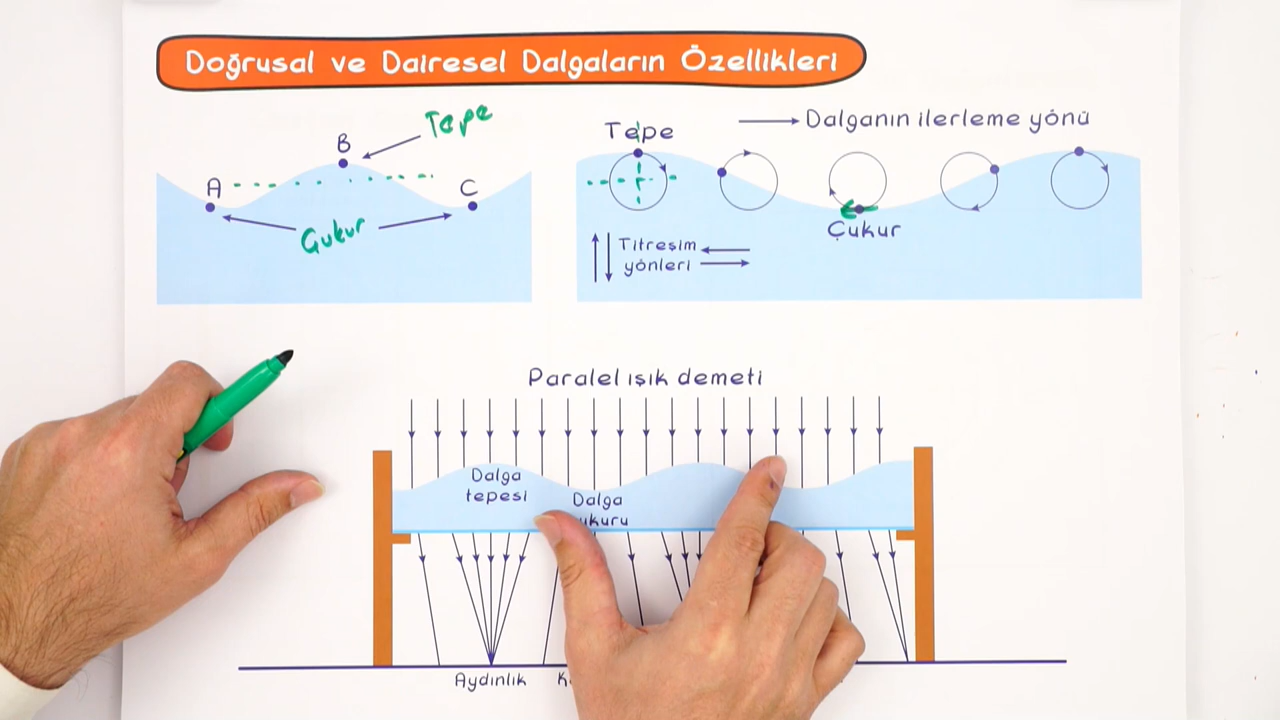 Doğrusal ve Dairesel Dalgaların Özellikleri
Tepe
B
A
C
Çukur
Tepe
Dalganın ilerleme yönü
Çukur
Titreşim
yönleri
Paralel ışık demeti
Dalga
tepesi
Dalga
Aydınlık